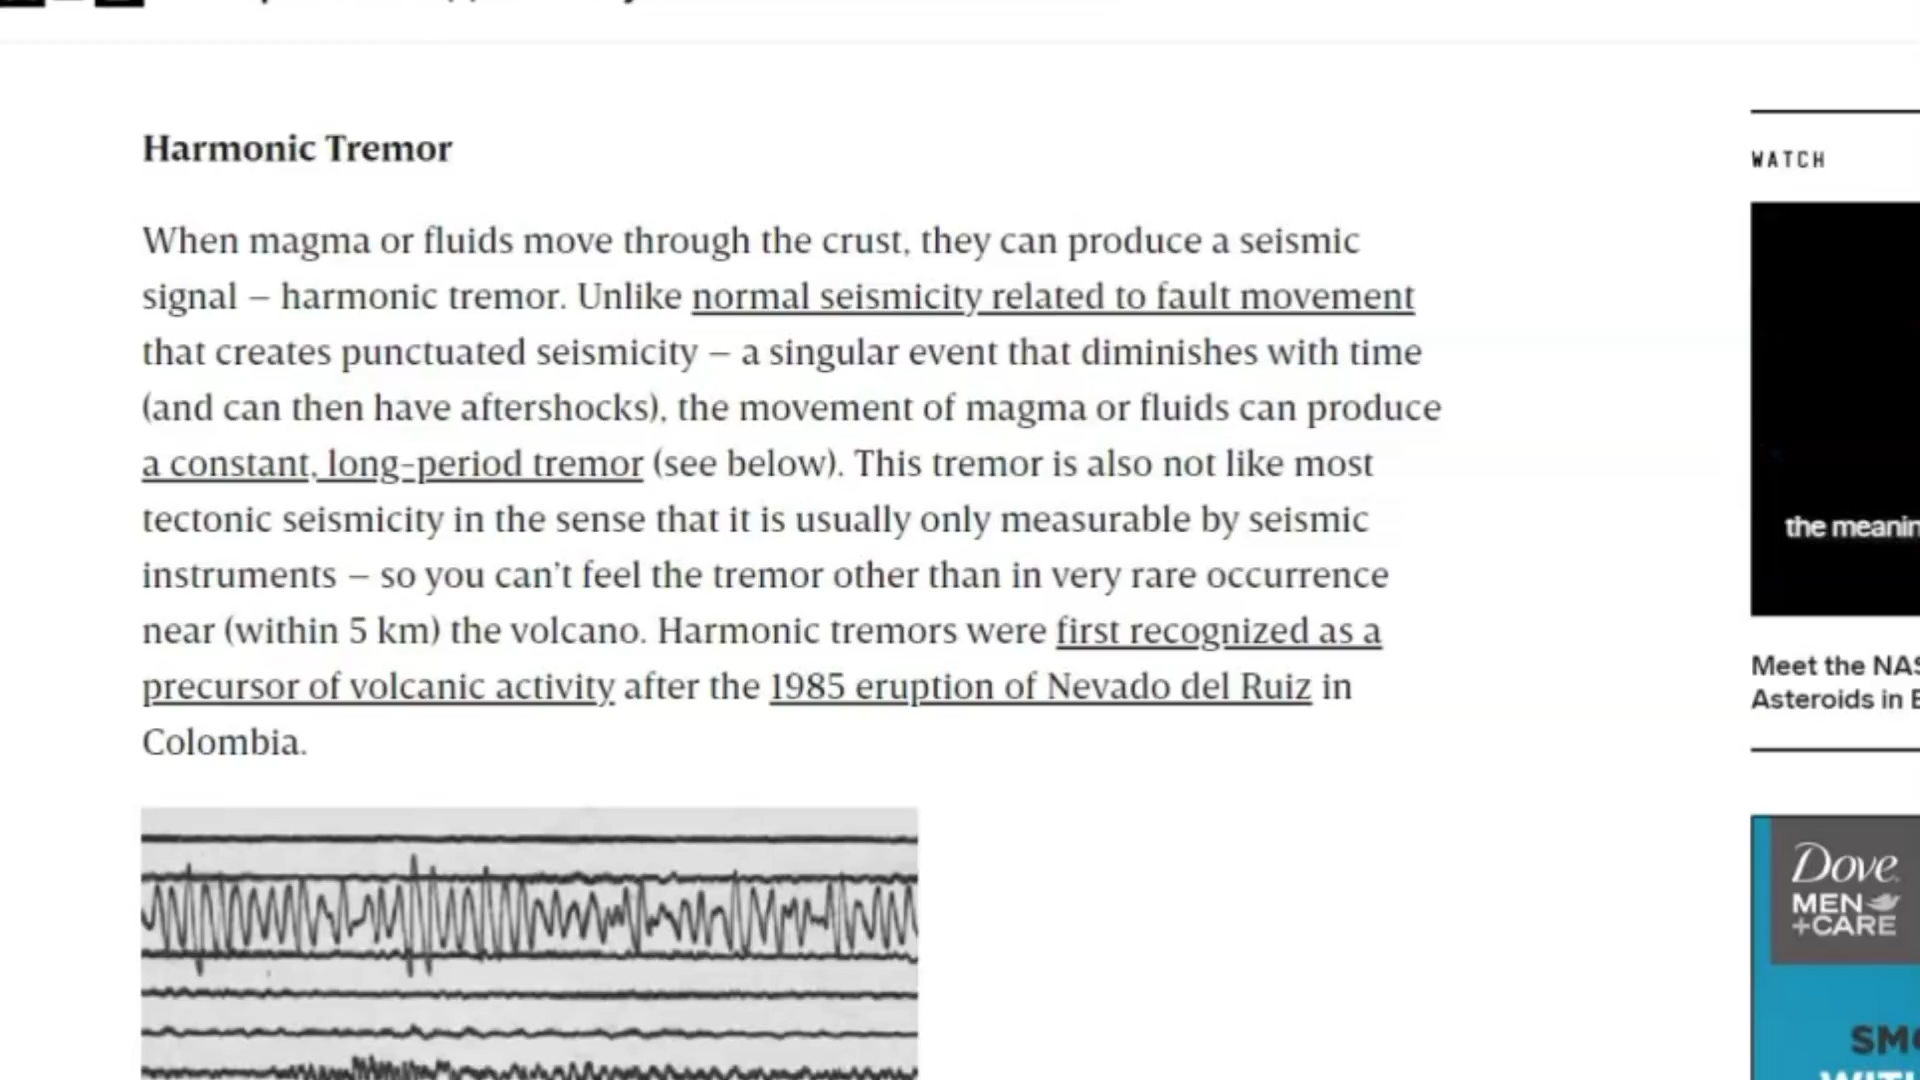 Harmonic Tremor
When magma or fluids move through the crust, they can produce a seismic
signal – harmonic tremor. Unlike normal seismicity related to fault movement
that creates punctuated seismicity – a singular event that diminishes with time
(and can then have aftershocks), the movement of magma or fluids can produce
a constant, long-period tremor (see below). This tremor is also not like most
tectonic seismicity in the sense that it is usually only measurable by seismic
instruments – so you can't feel the tremor other than in very rare occurrence
near (within 5 km) the volcano. Harmonic tremors were first recognized as a
precursor of volcanic activity after the 1985 eruption of Nevado del Ruiz in
Colombia.
WATCH
the
Meet the
Asteroids in
Dove
MEN
+CARE